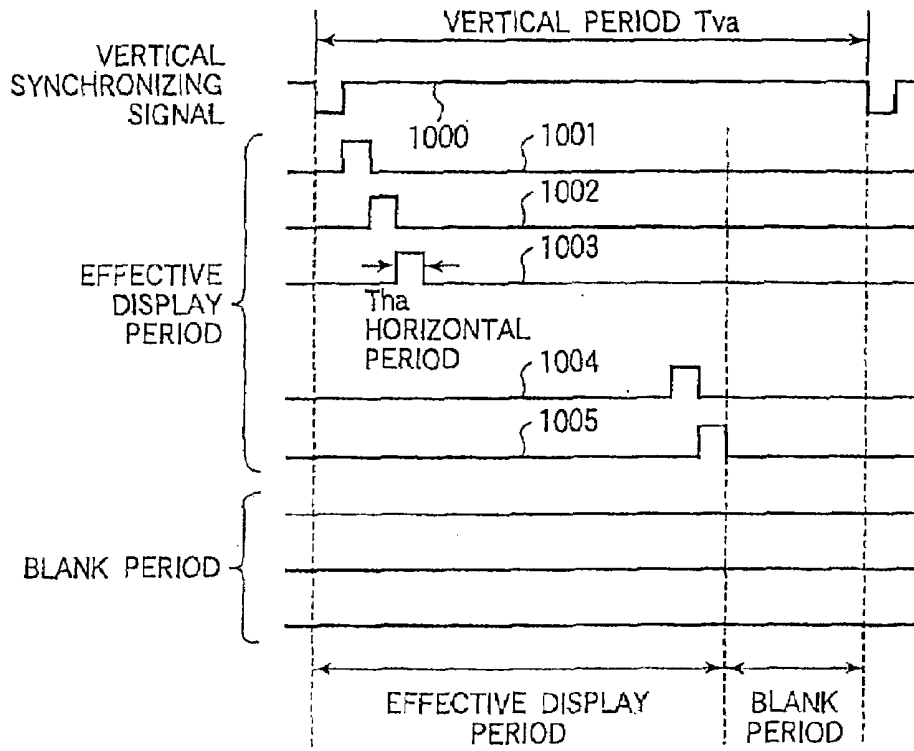 VERTICAL PERIOD Tva
VERTICAL
SYNCHRONIZING
SIGNAL
1000
1001
1002
1003
EFFECTIVE
DISPLAY
PERIOD
Tha
HORIZONTAL
PERIOD
1004
1005
BLANK PERIOD
EFFECTIVE DISPLAY
PERIOD
BLANK
PERIOD